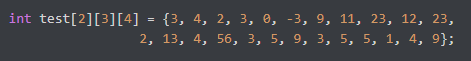 int test[2][3][4] = {3, 4, 2, 3, 0, -3, 9, 11, 23, 12, 23,
2, 13, 4, 56, 3, 5, 9, 3, 5, 5, 1, 4, 9};